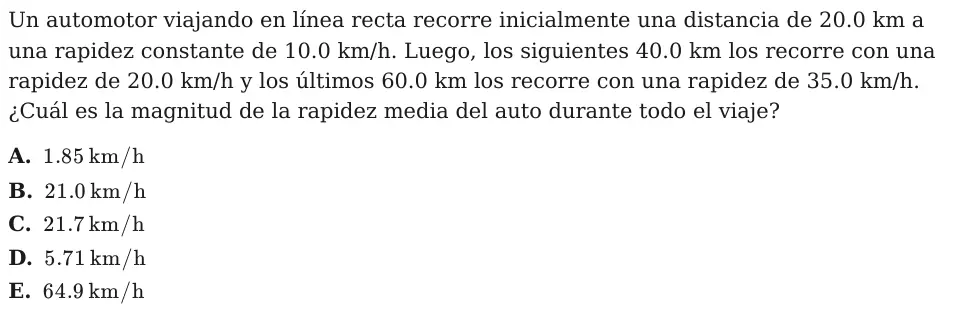 Un automotor viajando en línea recta recorre inicialmente una distancia de 20.0 km a
una rapidez constante de 10.0 km/h. Luego, los siguientes 40.0 km los recorre con una
rapidez de 20.0 km/h y los últimos 60.0 km los recorre con una rapidez de 35.0 km/h.
¿Cuál es la magnitud de la rapidez media del auto durante todo el viaje?
A. 1.85 km/h
B. 21.0 km/h
C. 21.7 km/h
D. 5.71 km/h
E. 64.9 km/h